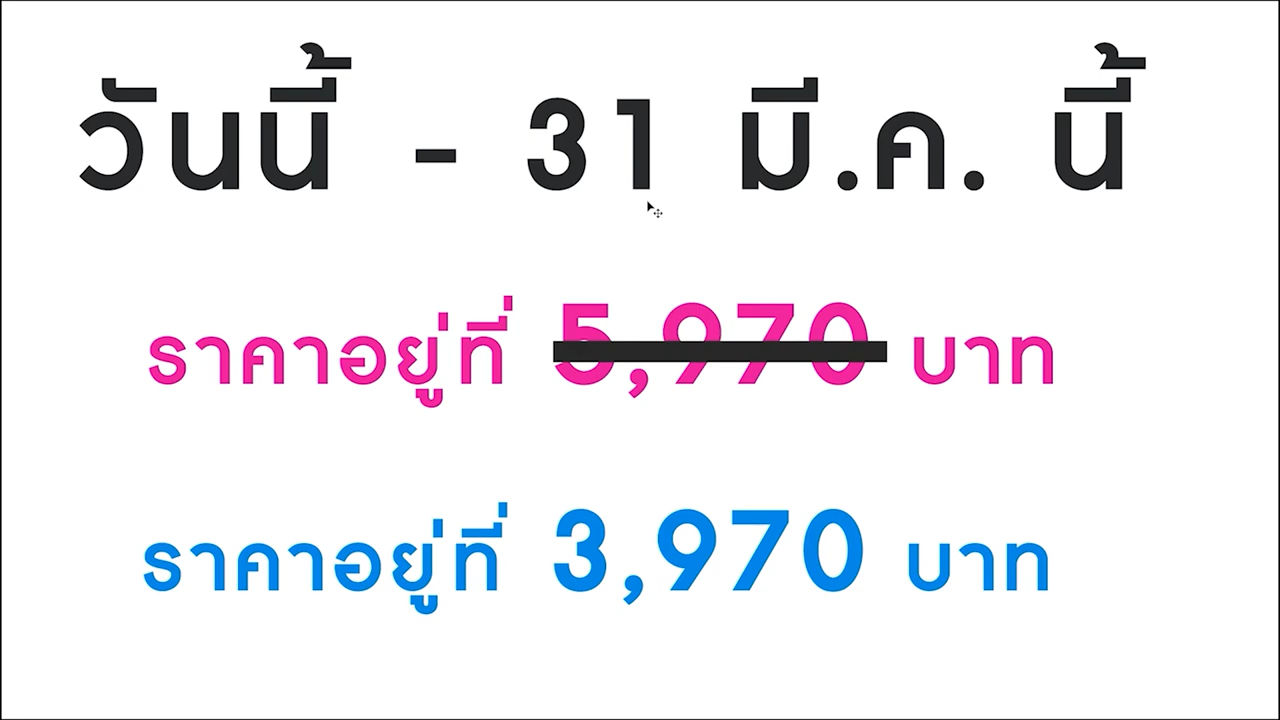 วันนี้ - 31 มี.ค. นี้
ราคาอยู่ที่ 5,970 บาท
ราคาอยู่ที่ 3,970 บาท